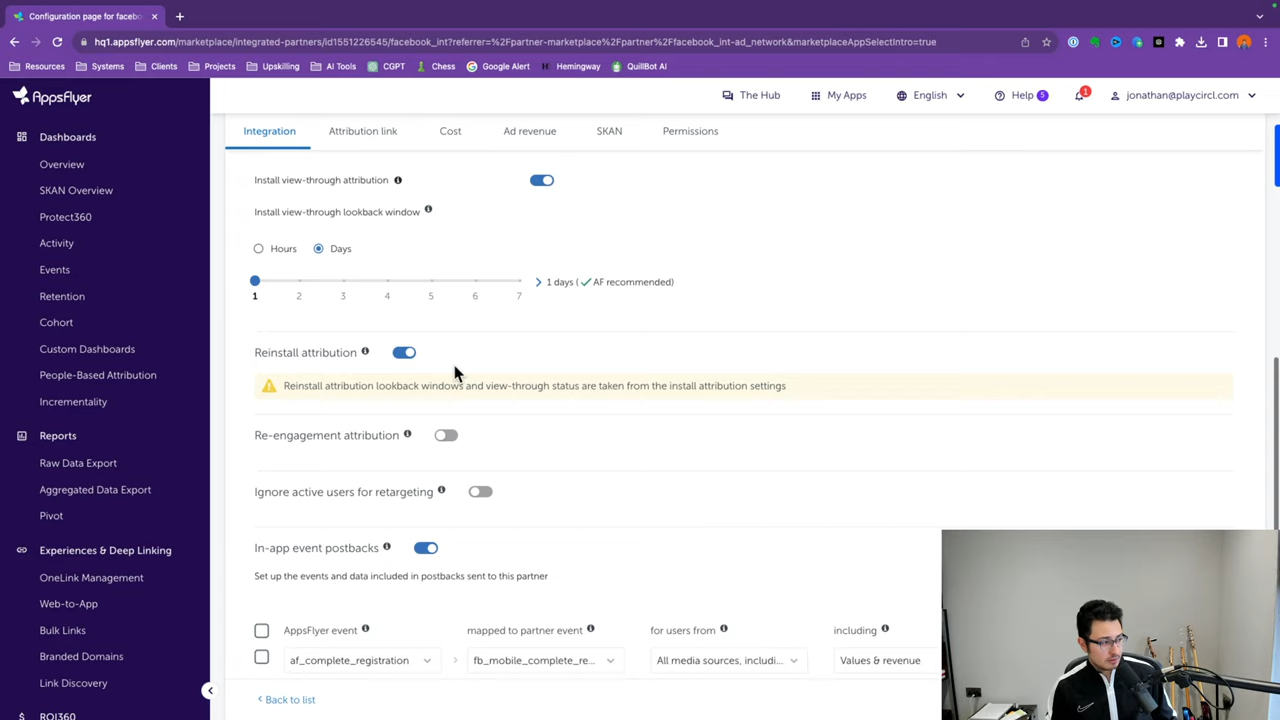 Configuration page for facebo
hq1.appsflyer.com/marketplace/integrated-partners/id1551226545/facebook_int?referrer=%2Fpartner-marketplace%2Fpartner%2Ffacebook_int-ad_network&marketplaceAppSelectIntro=true
Resources Systems Clients Projects Upskilling AI Tools CGPT Chess Google Alert Hemingway QuillBot AI
AppsFlyer
The Hub My Apps English Help 5 1 jonathan@playcircl.com
Dashboards
Overview
SKAN Overview
Protect360
Activity
Events
Retention
Cohort
Custom Dashboards
People-Based Attribution
Incrementality
Reports
Raw Data Export
Aggregated Data Export
Pivot
Experiences & Deep Linking
OneLink Management
Web-to-App
Bulk Links
Branded Domains
Link Discovery
ROI360
Integration Attribution link Cost Ad revenue SKAN Permissions
Install view-through attribution
Install view-through lookback window
Hours Days
1 days ( AF recommended)
1 2 3 4 5 6 7
Reinstall attribution
Reinstall attribution lookback windows and view-through status are taken from the install attribution settings
Re-engagement attribution
Ignore active users for retargeting
In-app event postbacks
Set up the events and data included in postbacks sent to this partner
AppsFlyer event mapped to partner event for users from including
af_complete_registration fb_mobile_complete_re... All media sources, includi... Values & revenue
Back to list